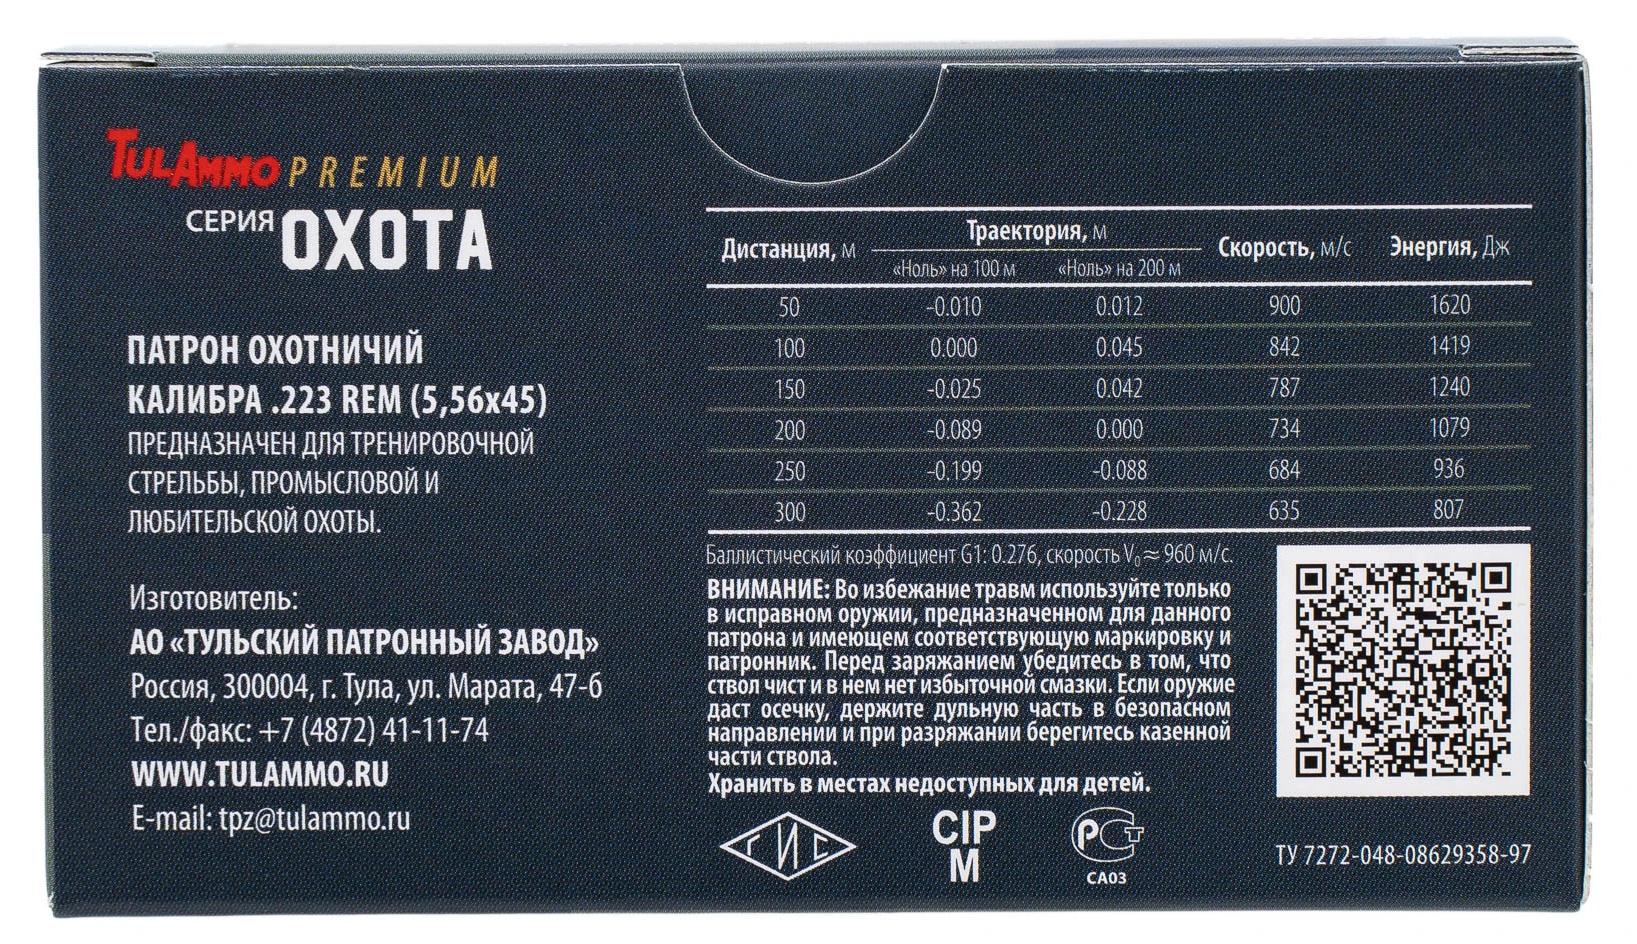 TULAMMO PREMIUM
СЕРИЯ ОХОТА
ПАТРОН ОХОТНИЧИЙ
КАЛИБРА .223 REM (5,56x45)
ПРЕДНАЗНАЧЕН ДЛЯ ТРЕНИРОВОЧНОЙ
СТРЕЛЬБЫ, ПРОМЫСЛОВОЙ И
ЛЮБИТЕЛЬСКОЙ ОХОТЫ.
Изготовитель:
АО «ТУЛЬСКИЙ ПАТРОННЫЙ ЗАВОД»
Россия, 300004, г. Тула, ул. Марата, 47-б
Тел./факс: +7 (4872) 41-11-74
WWW.TULAMMO.RU
E-mail: tpz@tulammo.ru
Дистанция, м Траектория, м Скорость, м/с Энергия, Дж
«Ноль» на 100 м «Ноль» на 200 м
50 -0.010 0.012 900 1620
100 0.000 0.045 842 1419
150 -0.025 0.042 787 1240
200 -0.089 0.000 734 1079
250 -0.199 -0.088 684 936
300 -0.362 -0.228 635 807
Баллистический коэффициент G1: 0.276, скорость V₀ ≈ 960 м/с.
ВНИМАНИЕ: Во избежание травм используйте только
в исправном оружии, предназначенном для данного
патрона и имеющем соответствующую маркировку и
патронник. Перед заряжанием убедитесь в том, что
ствол чист и в нем нет избыточной смазки. Если оружие
даст осечку, держите дульную часть в безопасном
направлении и при разряжании берегитесь казенной
части ствола.
Хранить в местах недоступных для детей.
ГИС
CIP
M
РСТ
СА03
ТУ 7272-048-08629358-97